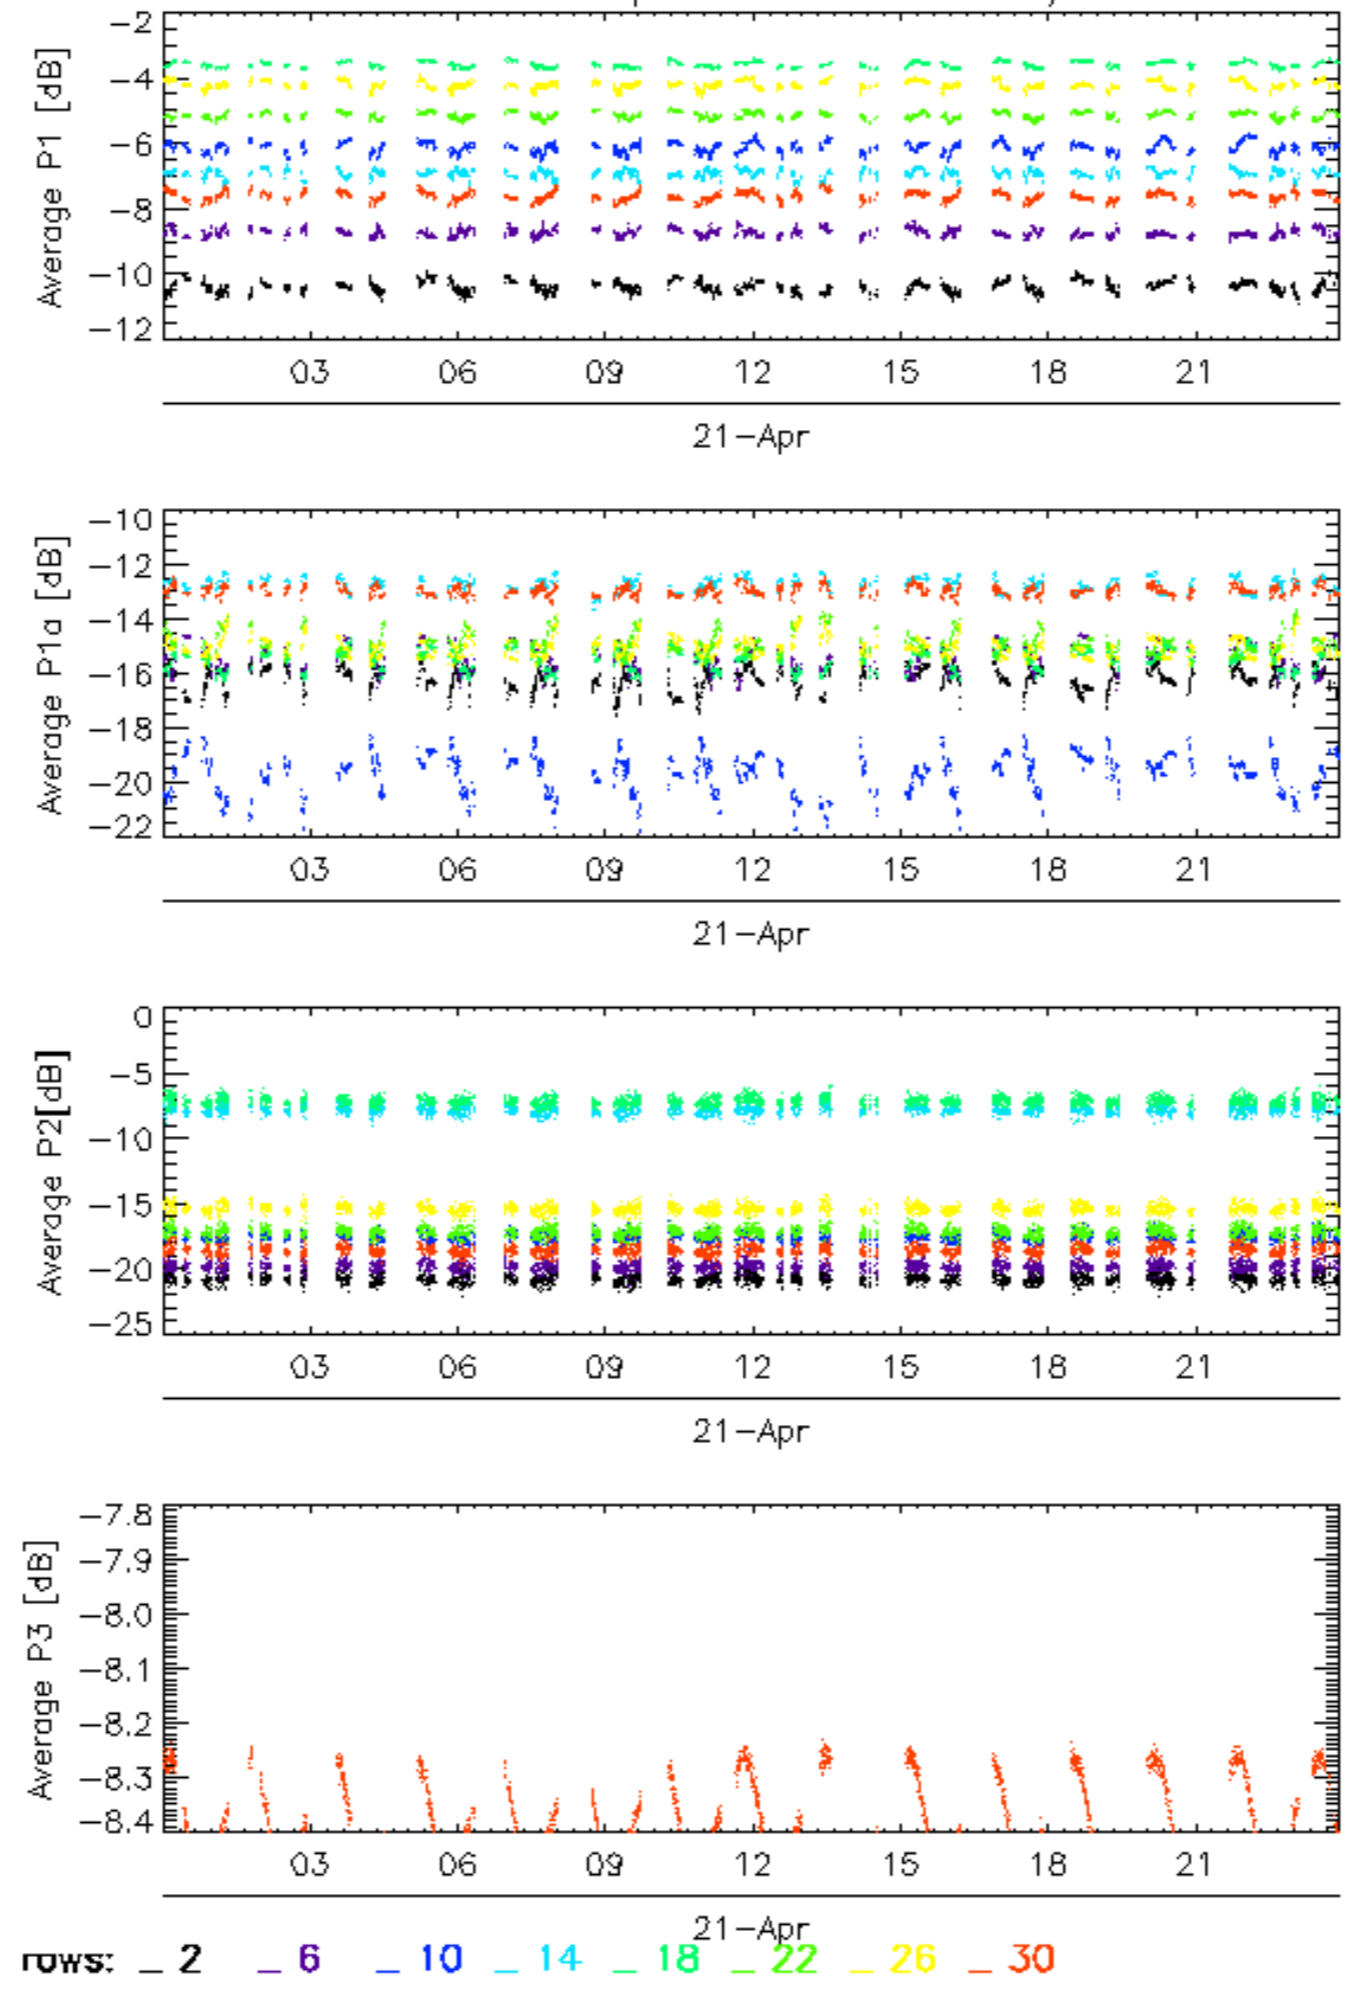 -2
-4
-6
-8
-10
-12
Average P1 [dB]
03 06 09 12 15 18 21
21-Apr
-10
-12
-14
-16
-18
-20
-22
Average P1a [dB]
03 06 09 12 15 18 21
21-Apr
0
-5
-10
-15
-20
-25
Average P2[dB]
03 06 09 12 15 18 21
21-Apr
-7.8
-7.9
-8.0
-8.1
-8.2
-8.3
-8.4
Average P3 [dB]
03 06 09 12 15 18 21
21-Apr
rows: _ 2 _ 6 _ 10 _ 14 _ 18 _ 22 _ 26 _ 30